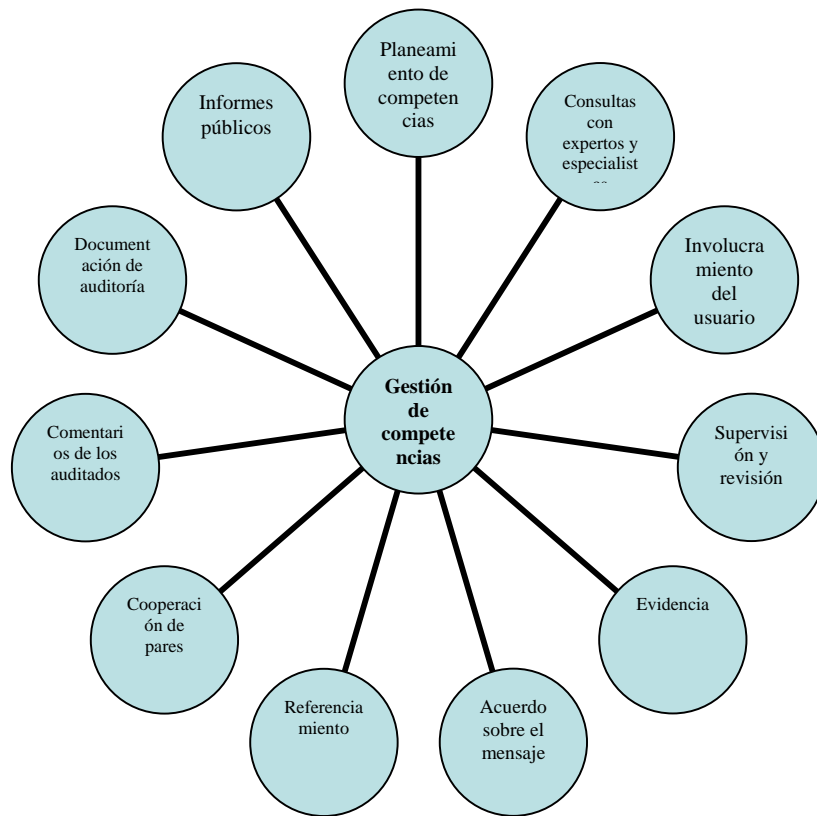 Planeami
ento de
competen
cias
Consultas
con
expertos y
especialist
Involucra
miento
del
usuario
Supervisi
ón y
revisión
Evidencia
Acuerdo
sobre el
mensaje
Referencia
miento
Cooperaci
ón de
pares
Comentari
os de los
auditados
Document
ación de
auditoría
Informes
públicos
Gestión
de
compete
ncias